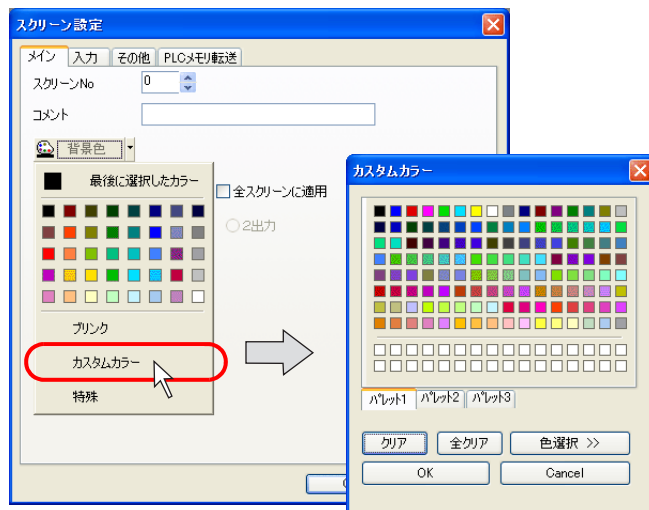 スクリーン設定
メイン 入力 その他 PLCメモリ転送
スクリーンNo 0
コメント
背景色
最後に選択したカラー
全スクリーンに適用
2出力
ブリンク
カスタムカラー
特殊
カスタムカラー
パレット1 パレット2 パレット3
クリア 全クリア 色選択 >>
OK Cancel